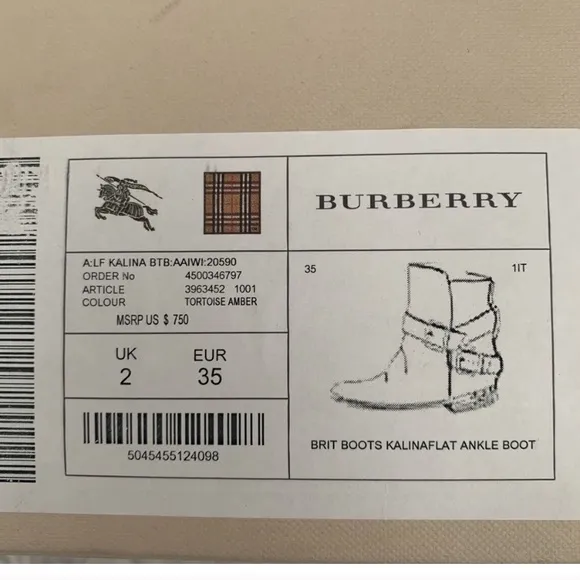 BURBERRY
A:LF KALINA BTB:AAIWI:20590
ORDER No 4500346797
ARTICLE 3963452 1001
COLOUR TORTOISE AMBER
MSRP US $ 750
UK EUR
2 35
5045455124098
35 1IT
BRIT BOOTS KALINAFLAT ANKLE BOOT